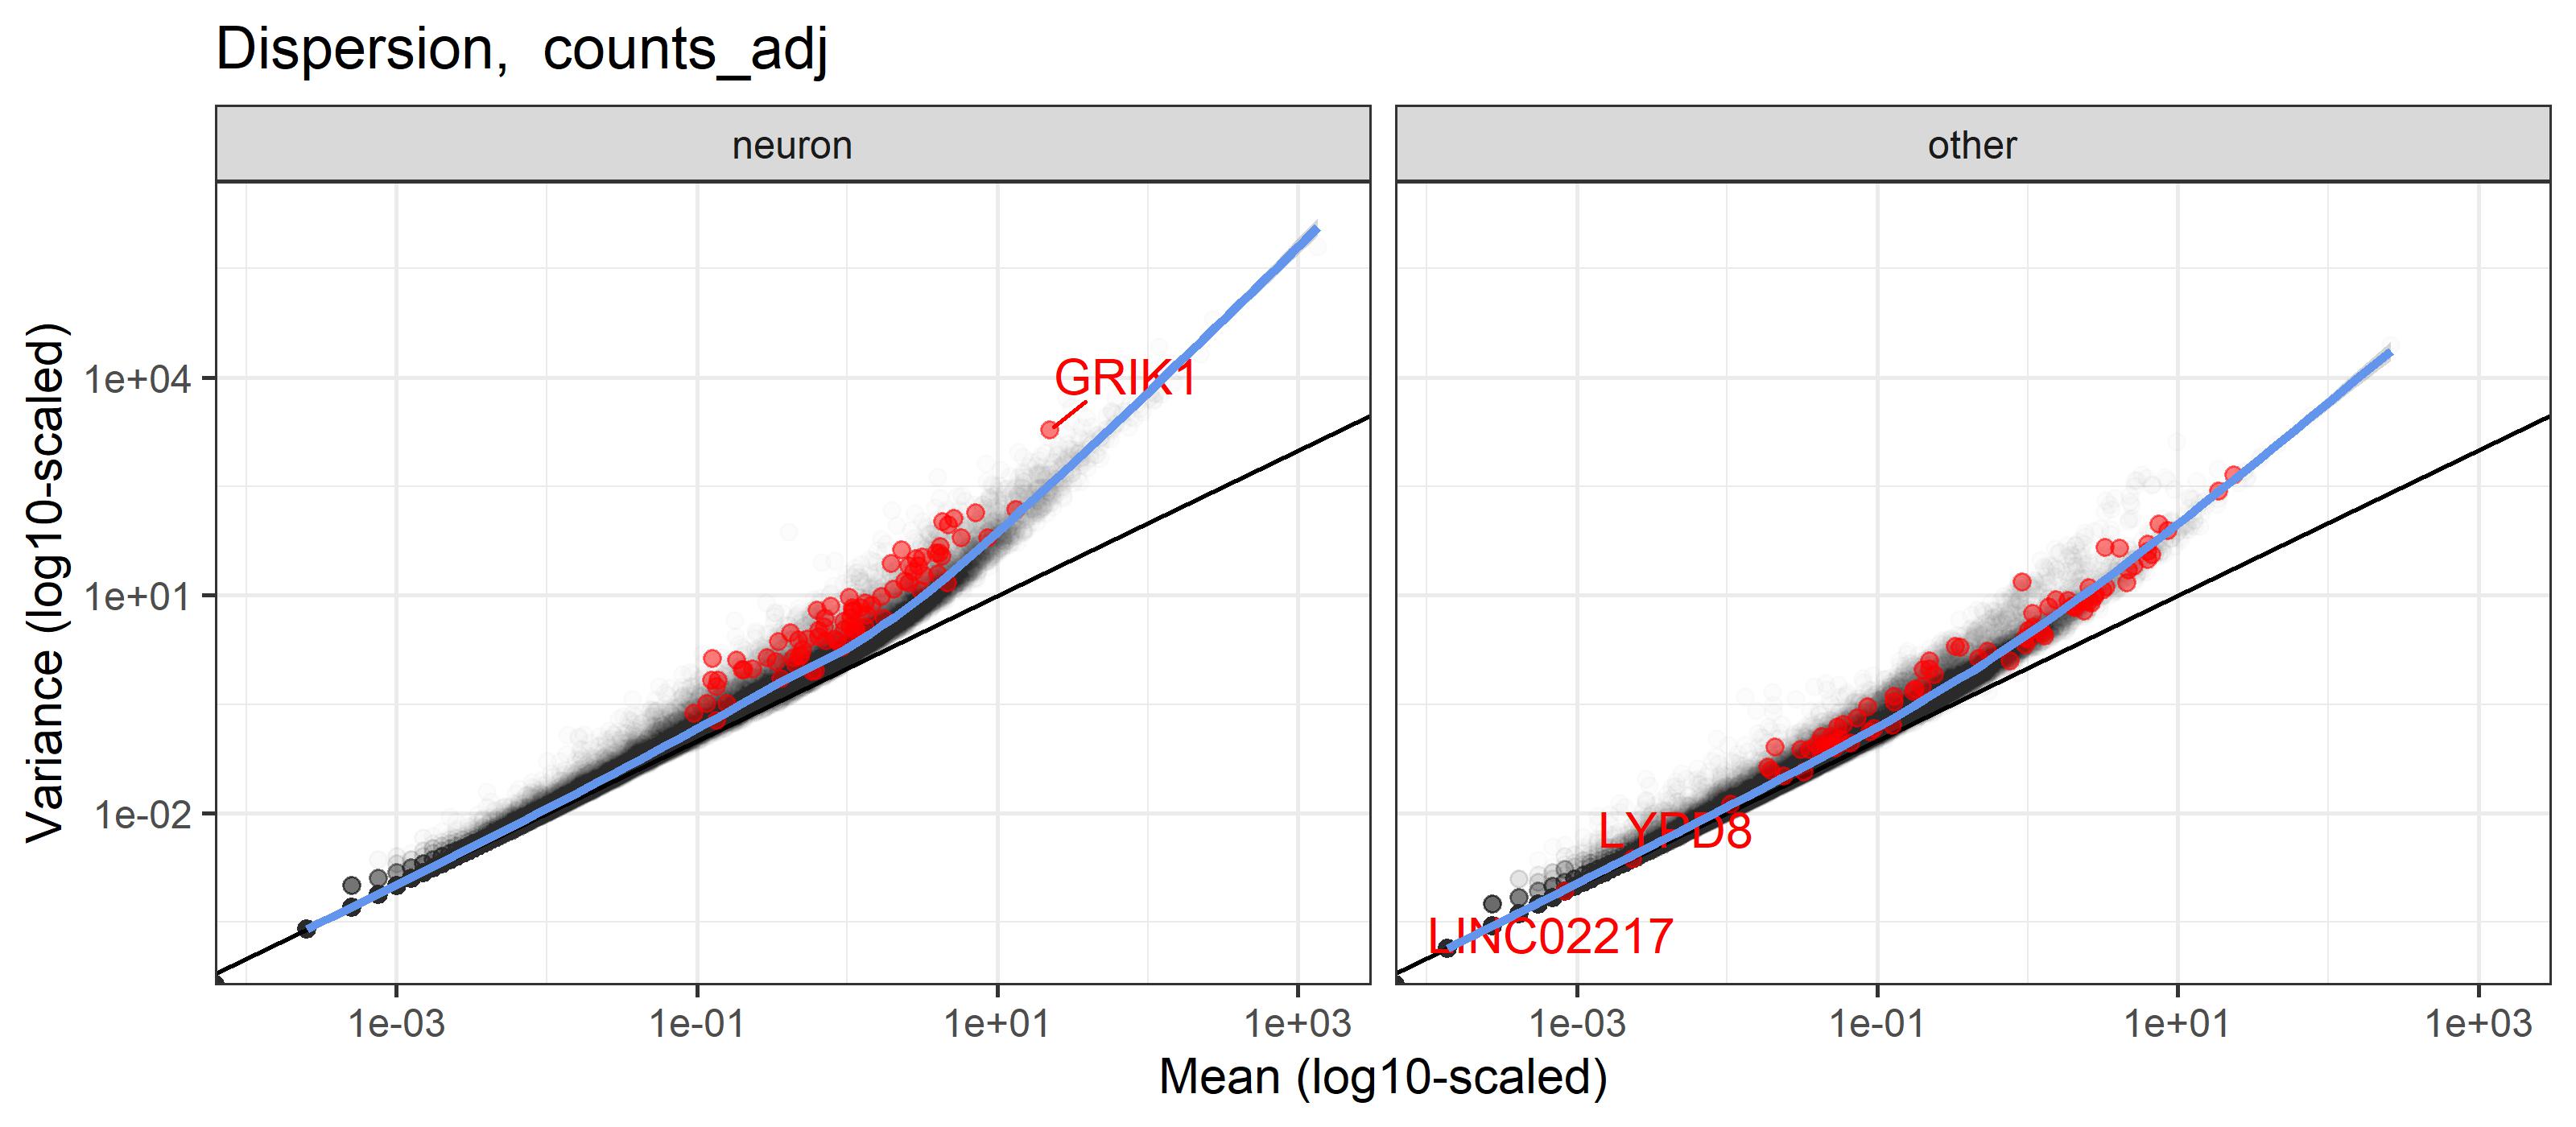 Dispersion,  counts_adj
neuron
other
Variance (log10-scaled)
1e+04
1e+01
1e-02
GRIK1
LYPD8
LINC02217
1e-03
1e-01
1e+01
1e+03
1e-03
1e-01
1e+01
1e+03
Mean (log10-scaled)